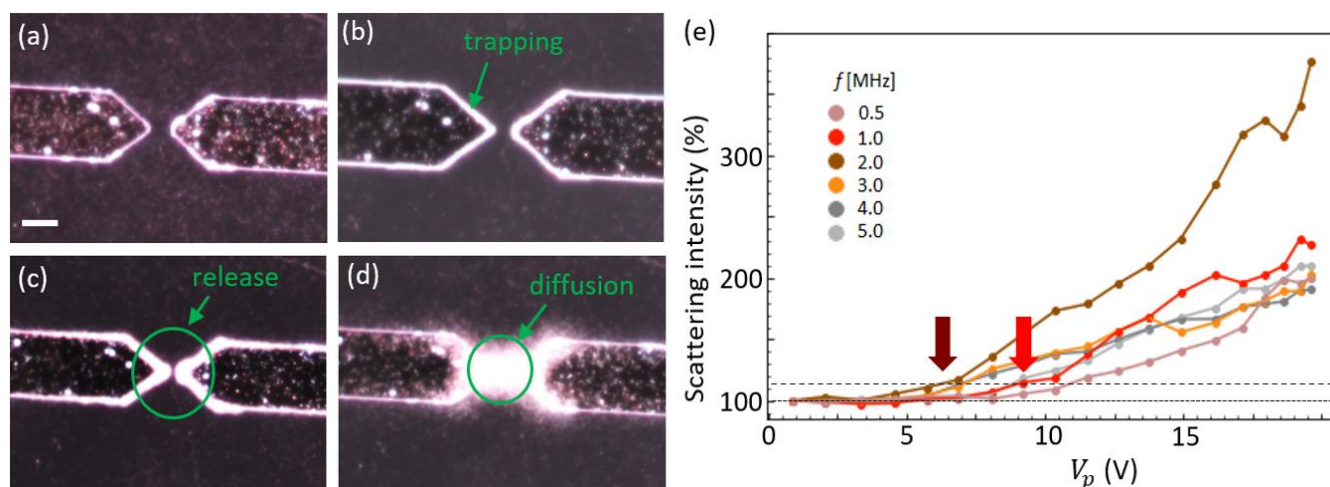 (a)
(b)
trapping
(c)
release
(d)
diffusion
(e)
f [MHz]
0.5
1.0
2.0
3.0
4.0
5.0
Scattering intensity (%)
300
200
100
0
5
10
15
V_p (V)